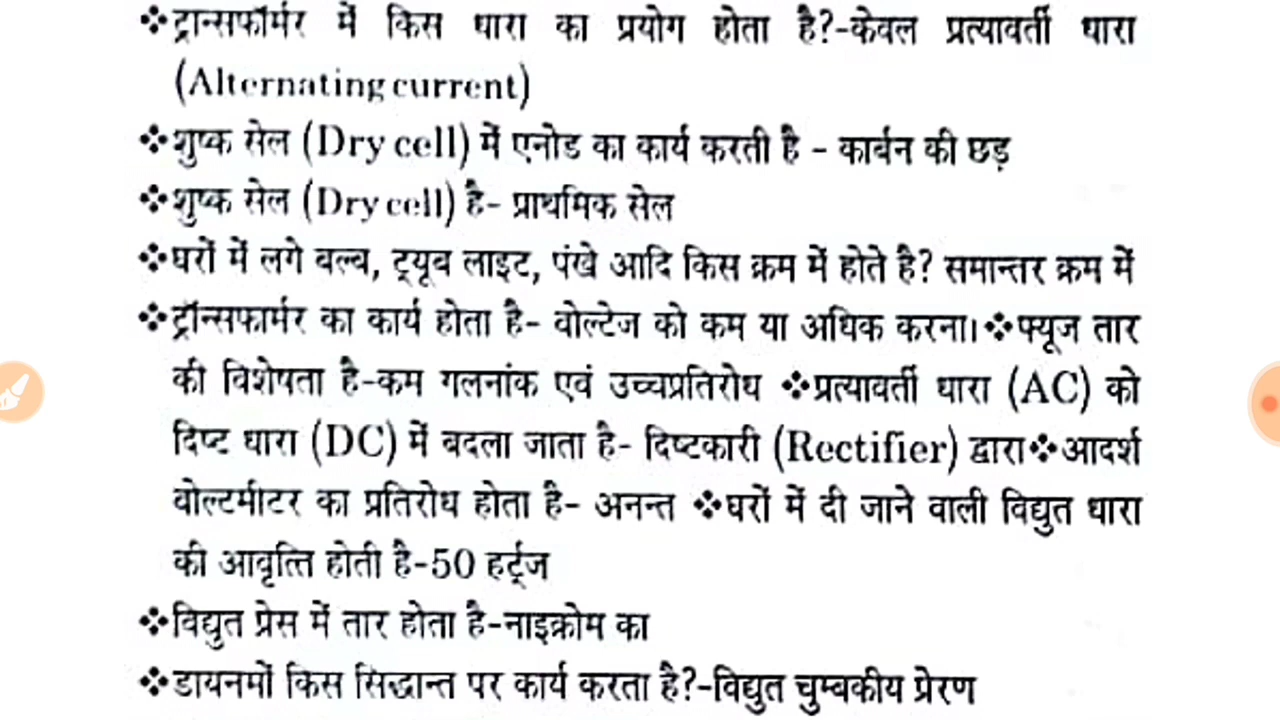 ❖ट्रान्सफॉर्मर में किस धारा का प्रयोग होता है?-केवल प्रत्यावर्ती धारा
(Alternating current)
❖शुष्क सेल (Dry cell) में एनोड का कार्य करती है - कार्बन की छड़
❖शुष्क सेल (Dry cell) है- प्राथमिक सेल
❖घरों में लगे बल्ब, ट्यूब लाइट, पंखे आदि किस क्रम में होते है? समान्तर क्रम में
❖ट्रॉन्सफार्मर का कार्य होता है- वोल्टेज को कम या अधिक करना।❖फ्यूज तार
की विशेषता है-कम गलनांक एवं उच्चप्रतिरोध ❖प्रत्यावर्ती धारा (AC) को
दिष्ट धारा (DC) में बदला जाता है- दिष्टकारी (Rectifier) द्वारा❖आदर्श
वोल्टमीटर का प्रतिरोध होता है- अनन्त ❖घरों में दी जाने वाली विद्युत धारा
की आवृत्ति होती है-50 हर्ट्ज
❖विद्युत प्रेस में तार होता है-नाइक्रोम का
❖डायनमों किस सिद्धान्त पर कार्य करता है?-विद्युत चुम्बकीय प्रेरण